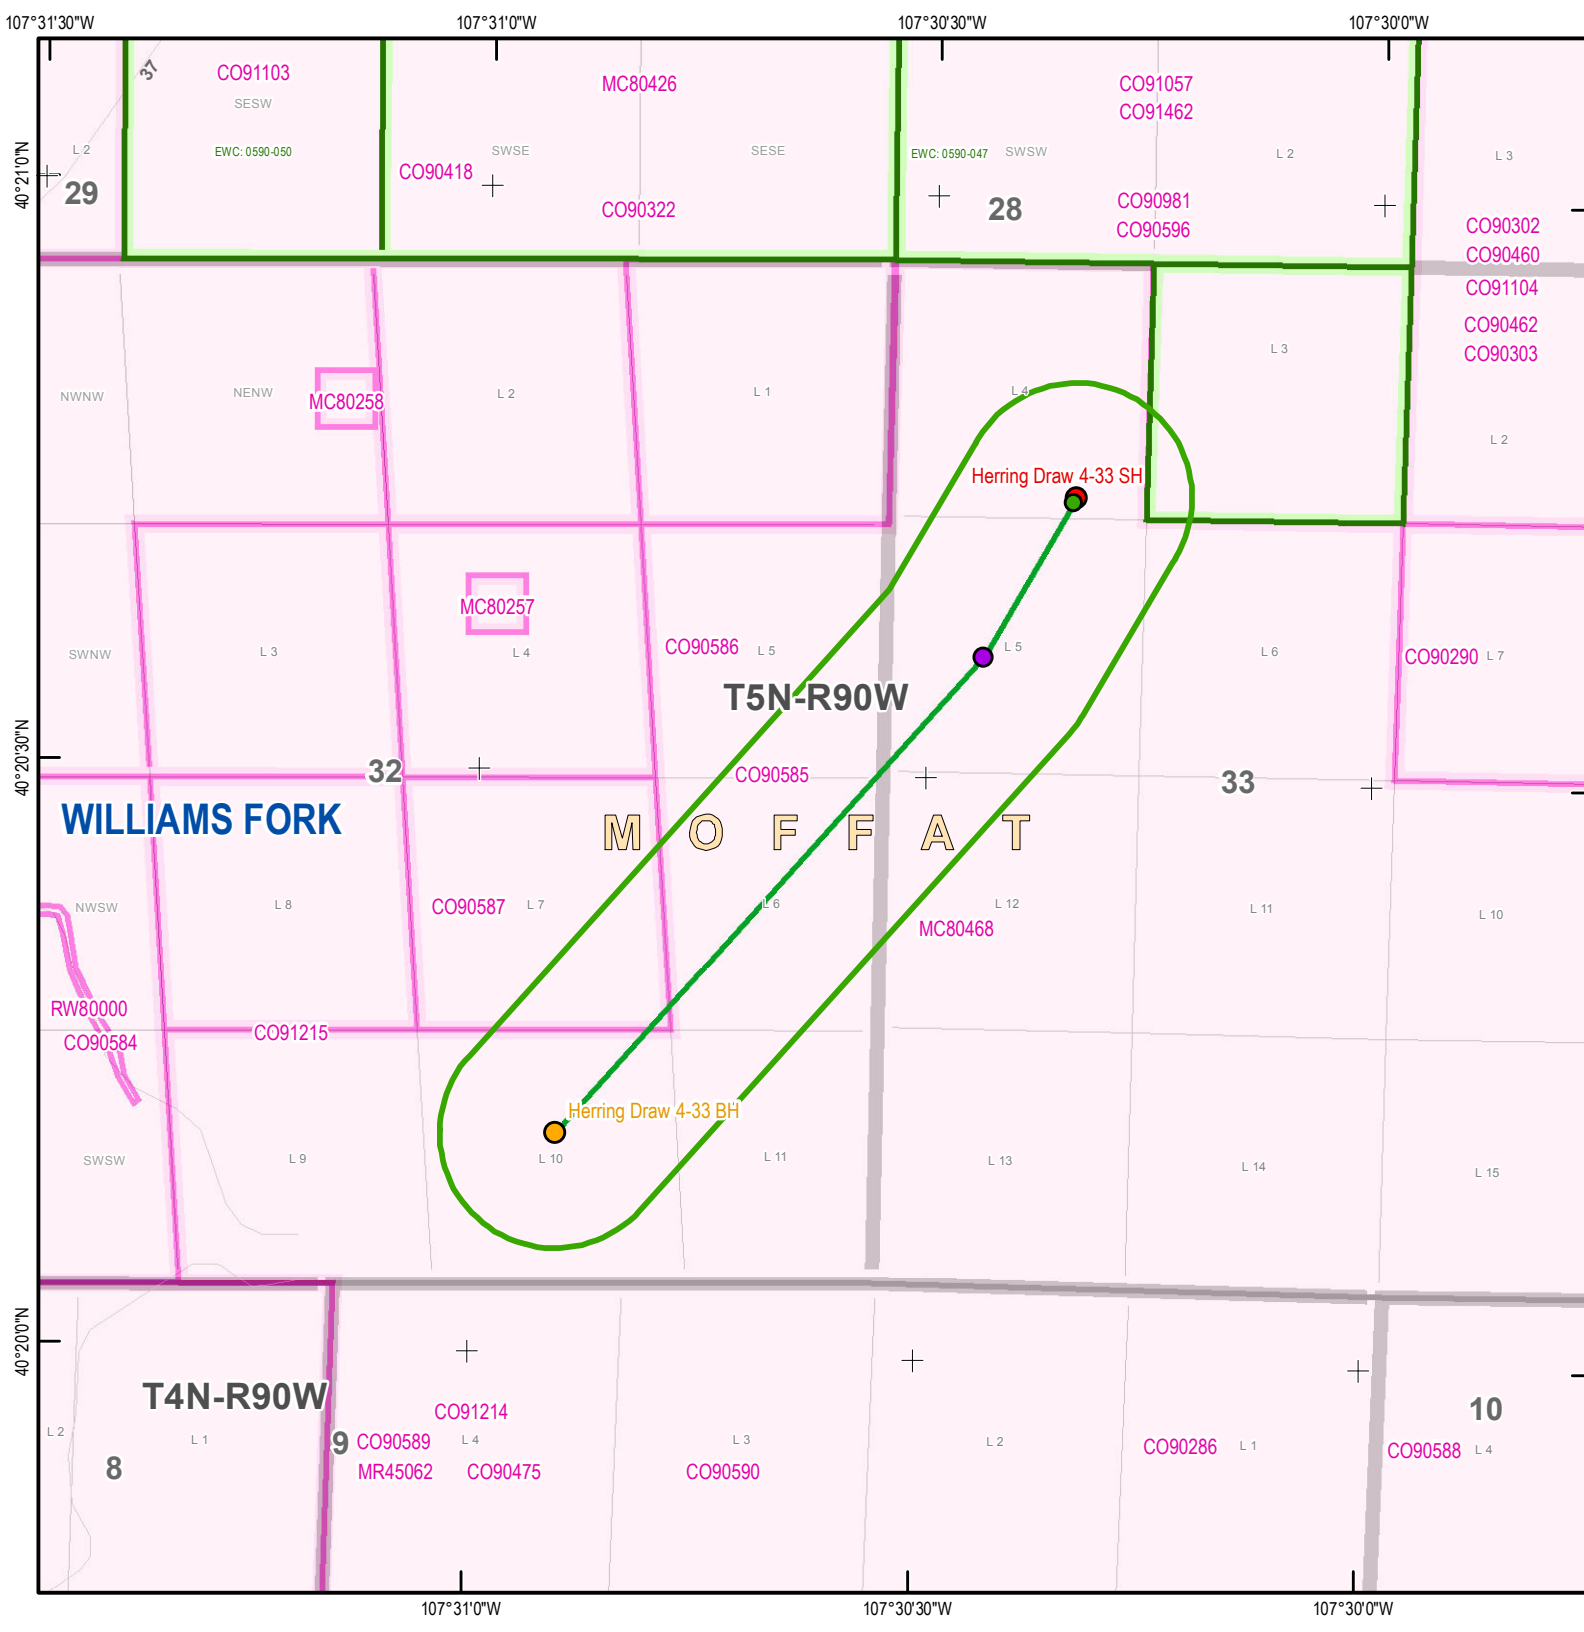 107°31'30"W
107°31'0"W
107°30'30"W
107°30'0"W
37
CO91103
MC80426
CO91057
CO91462
SESW
L 2
EWC: 0590-050
SWSE
SESE
EWC: 0590-047
SWSW
L 2
L 3
40°21'0"N
29
CO90418
28
CO90322
CO90981
CO90596
CO90302
CO90460
CO91104
CO90462
CO90303
L 3
NWNW
NENW
MC80258
L 2
L 1
L 4
L 2
Herring Draw 4-33 SH
MC80257
SWNW
L 3
L 4
CO90586
L 5
L 5
L 6
CO90290
L 7
T5N-R90W
40°20'30"N
32
CO90585
33
WILLIAMS FORK
M O F F A T
NWSW
L 8
CO90587
L 7
L 6
L 12
L 11
L 10
MC80468
RW80000
CO90584
CO91215
Herring Draw 4-33 BH
SWSW
L 9
L 10
L 11
L 13
L 14
L 15
40°20'0"N
T4N-R90W
CO91214
10
L 2
L 1
9
CO90589
L 4
L 3
L 2
CO90286
L 1
CO90588
L 4
8
MR45062
CO90475
CO90590
107°31'0"W
107°30'30"W
107°30'0"W